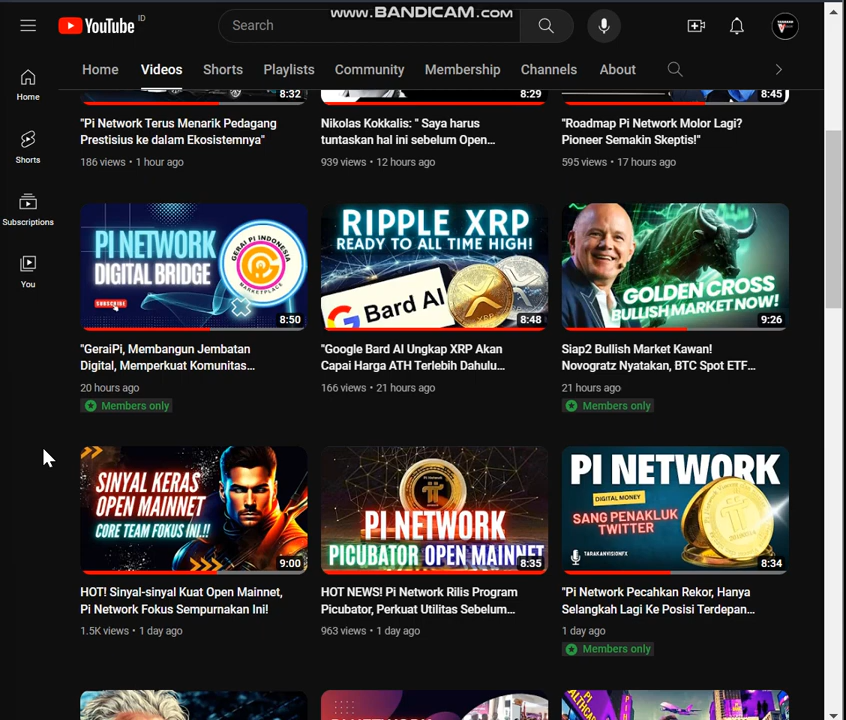 www.BANDICAM.com
YouTube ID
Search
Home Videos Shorts Playlists Community Membership Channels About
Home
Shorts
Subscriptions
You
8:32
8:29
8:45
"Pi Network Terus Menarik Pedagang
Prestisius ke dalam Ekosistemnya"
186 views • 1 hour ago
Nikolas Kokkalis: " Saya harus
tuntaskan hal ini sebelum Open...
939 views • 12 hours ago
"Roadmap Pi Network Molor Lagi?
Pioneer Semakin Skeptis!"
595 views • 17 hours ago
PI NETWORK
DIGITAL BRIDGE
SUBSCRIBE
GERAI PI INDONESIA
MARKETPLACE
8:50
"GeraiPi, Membangun Jembatan
Digital, Memperkuat Komunitas...
20 hours ago
Members only
RIPPLE XRP
READY TO ALL TIME HIGH!
Bard AI
8:48
"Google Bard AI Ungkap XRP Akan
Capai Harga ATH Terlebih Dahulu...
166 views • 21 hours ago
GOLDEN CROSS
BULLISH MARKET NOW!
9:26
Siap2 Bullish Market Kawan!
Novogratz Nyatakan, BTC Spot ETF...
21 hours ago
Members only
SINYAL KERAS
OPEN MAINNET
CORE TEAM FOKUS INI.!!
9:00
HOT! Sinyal-sinyal Kuat Open Mainnet,
Pi Network Fokus Sempurnakan Ini!
1.5K views • 1 day ago
PI NETWORK
PICUBATOR OPEN MAINNET
8:35
HOT NEWS! Pi Network Rilis Program
Picubator, Perkuat Utilitas Sebelum...
963 views • 1 day ago
PI NETWORK
DIGITAL MONEY
SANG PENAKLUK
TWITTER
TARAKANVISIONFX
8:34
"Pi Network Pecahkan Rekor, Hanya
Selangkah Lagi Ke Posisi Terdepan...
1 day ago
Members only